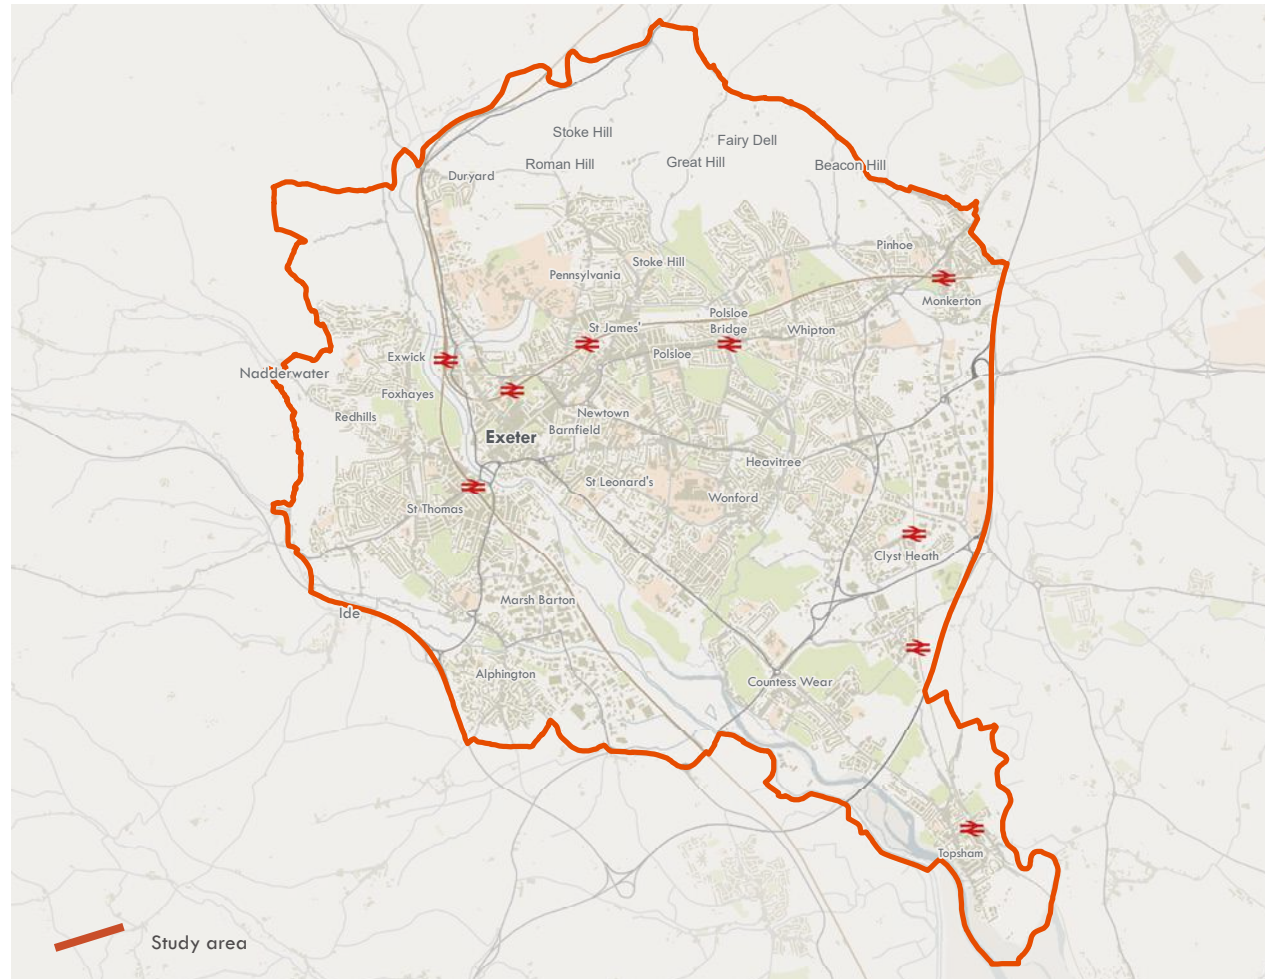 Stoke Hill
Fairy Dell
Roman Hill
Great Hill
Beacon Hill
Duryard
Pinhoe
Stoke Hill
Pennsylvania
Monkerton
Polsloe
Bridge
St James'
Whipton
Polsloe
Exwick
Nadderwater
Foxhayes
Redhills
Newtown
Barnfield
Exeter
Heavitree
St Leonard's
Wonford
St Thomas
Clyst Heath
Marsh Barton
Ide
Alphington
Countess Wear
Topsham
Study area